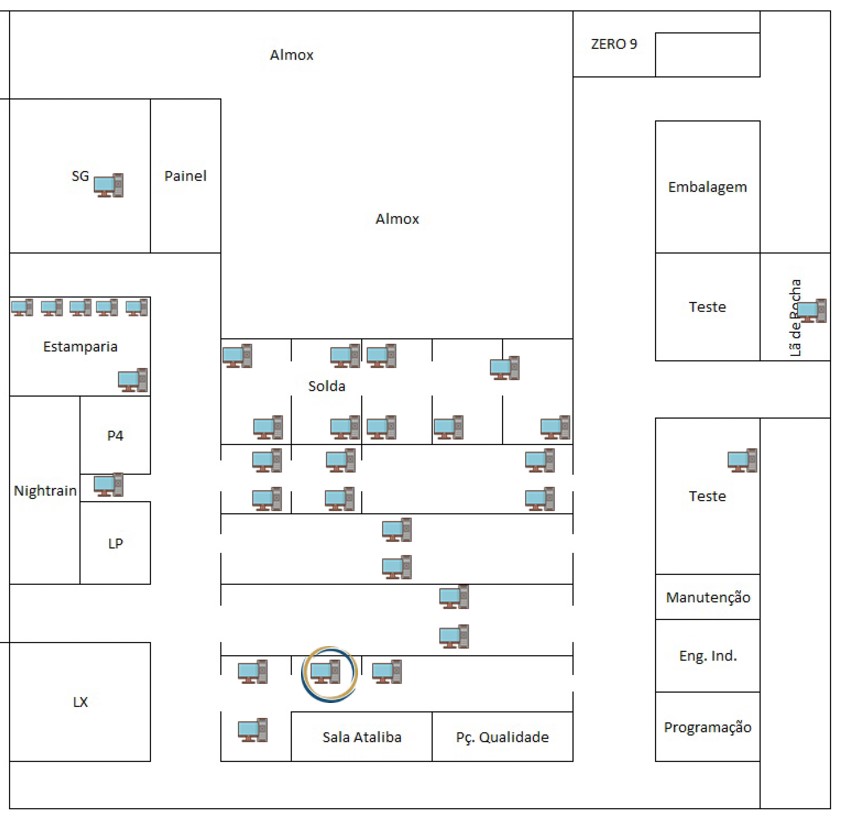 Almox
ZERO 9
SG
Painel
Almox
Embalagem
Teste
Lã de Rocha
Estamparia
Solda
P4
Nightrain
LP
Teste
Manutenção
Eng. Ind.
LX
Sala Ataliba
Pç. Qualidade
Programação